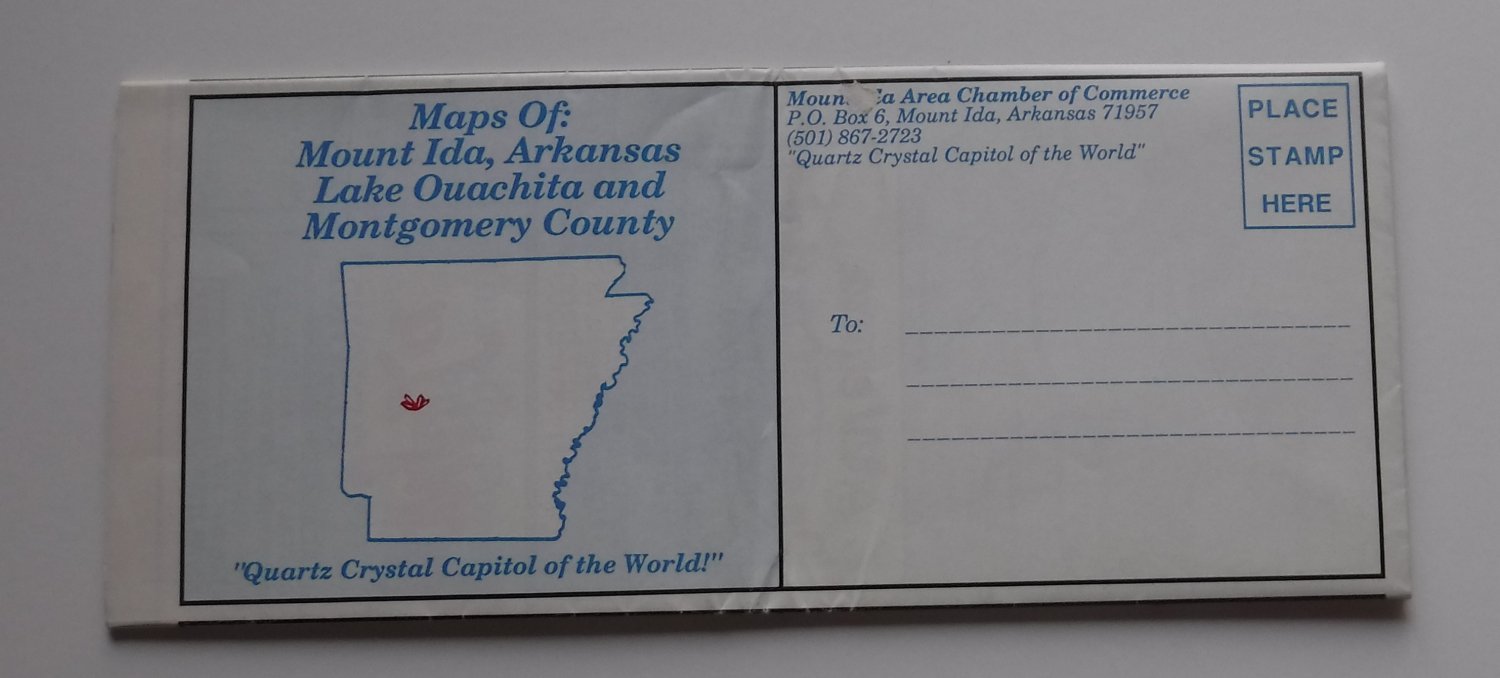 Maps Of:
Mount Ida, Arkansas
Lake Ouachita and
Montgomery County
"Quartz Crystal Capitol of the World!"
Area Chamber of Commerce
P.O. Box 6, Mount Ida, Arkansas 71957
(501) 867-2723
"Quartz Crystal Capitol of the World"
PLACE
STAMP
HERE
To: